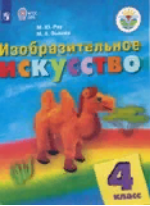 М. Ю. Рау
М. А. Зыкова
Изобразительное
искусство
4
класс